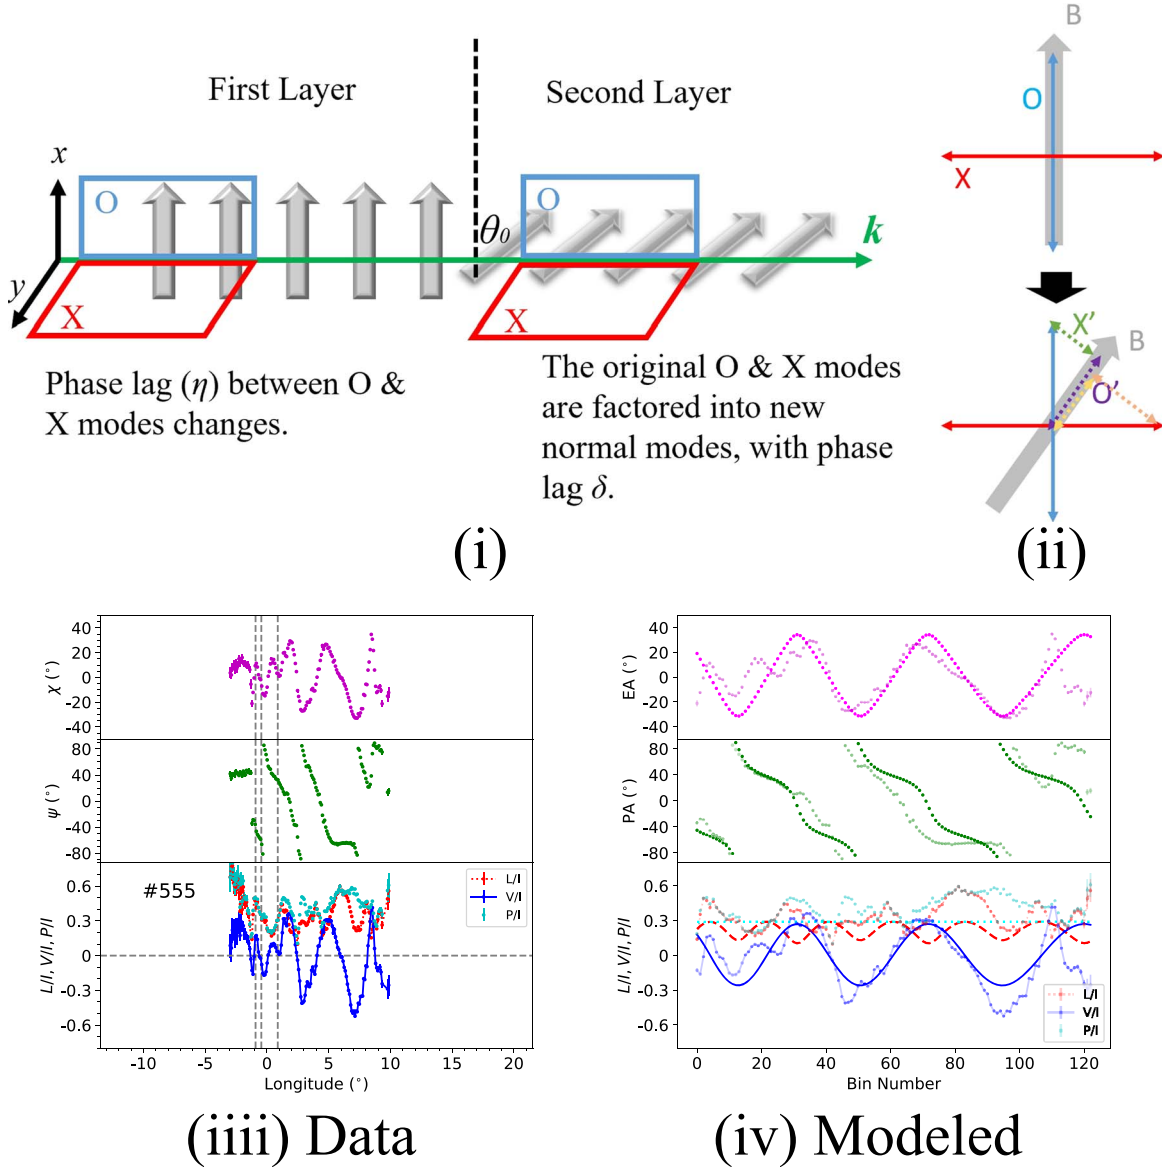 First Layer
Second Layer
x
y
O
X
θ0
O
X
k
Phase lag (η) between O &
X modes changes.
The original O & X modes
are factored into new
normal modes, with phase
lag δ.
(i)
B
O
X
X'
B
O'
(ii)
40
20
0
-20
-40
χ (°)
80
40
0
-40
-80
ψ (°)
0.6
0.3
0
-0.3
-0.6
L/I, V/I, P/I
#555
L/I
V/I
P/I
-10
-5
0
5
10
15
20
Longitude (°)
(iiii) Data
40
20
0
-20
-40
EA (°)
80
40
0
-40
-80
PA (°)
0.6
0.3
0
-0.3
-0.6
L/I, V/I, P/I
L/I
V/I
P/I
0
20
40
60
80
100
120
Bin Number
(iv) Modeled